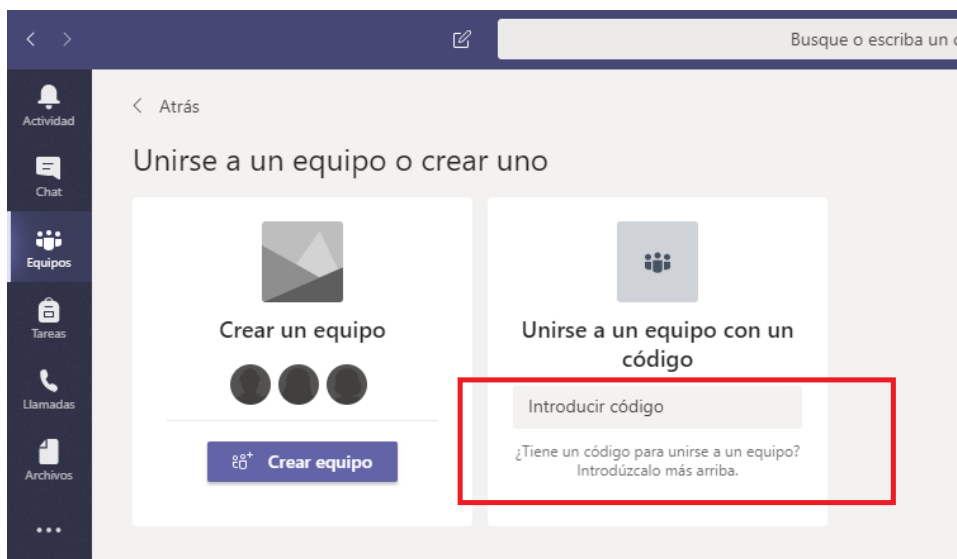 Busque o escriba un
Actividad
Chat
Equipos
Tareas
Llamadas
Archivos
Atrás
Unirse a un equipo o crear uno
Crear un equipo
Crear equipo
Unirse a un equipo con un
código
Introducir código
¿Tiene un código para unirse a un equipo?
Introdúzcalo más arriba.